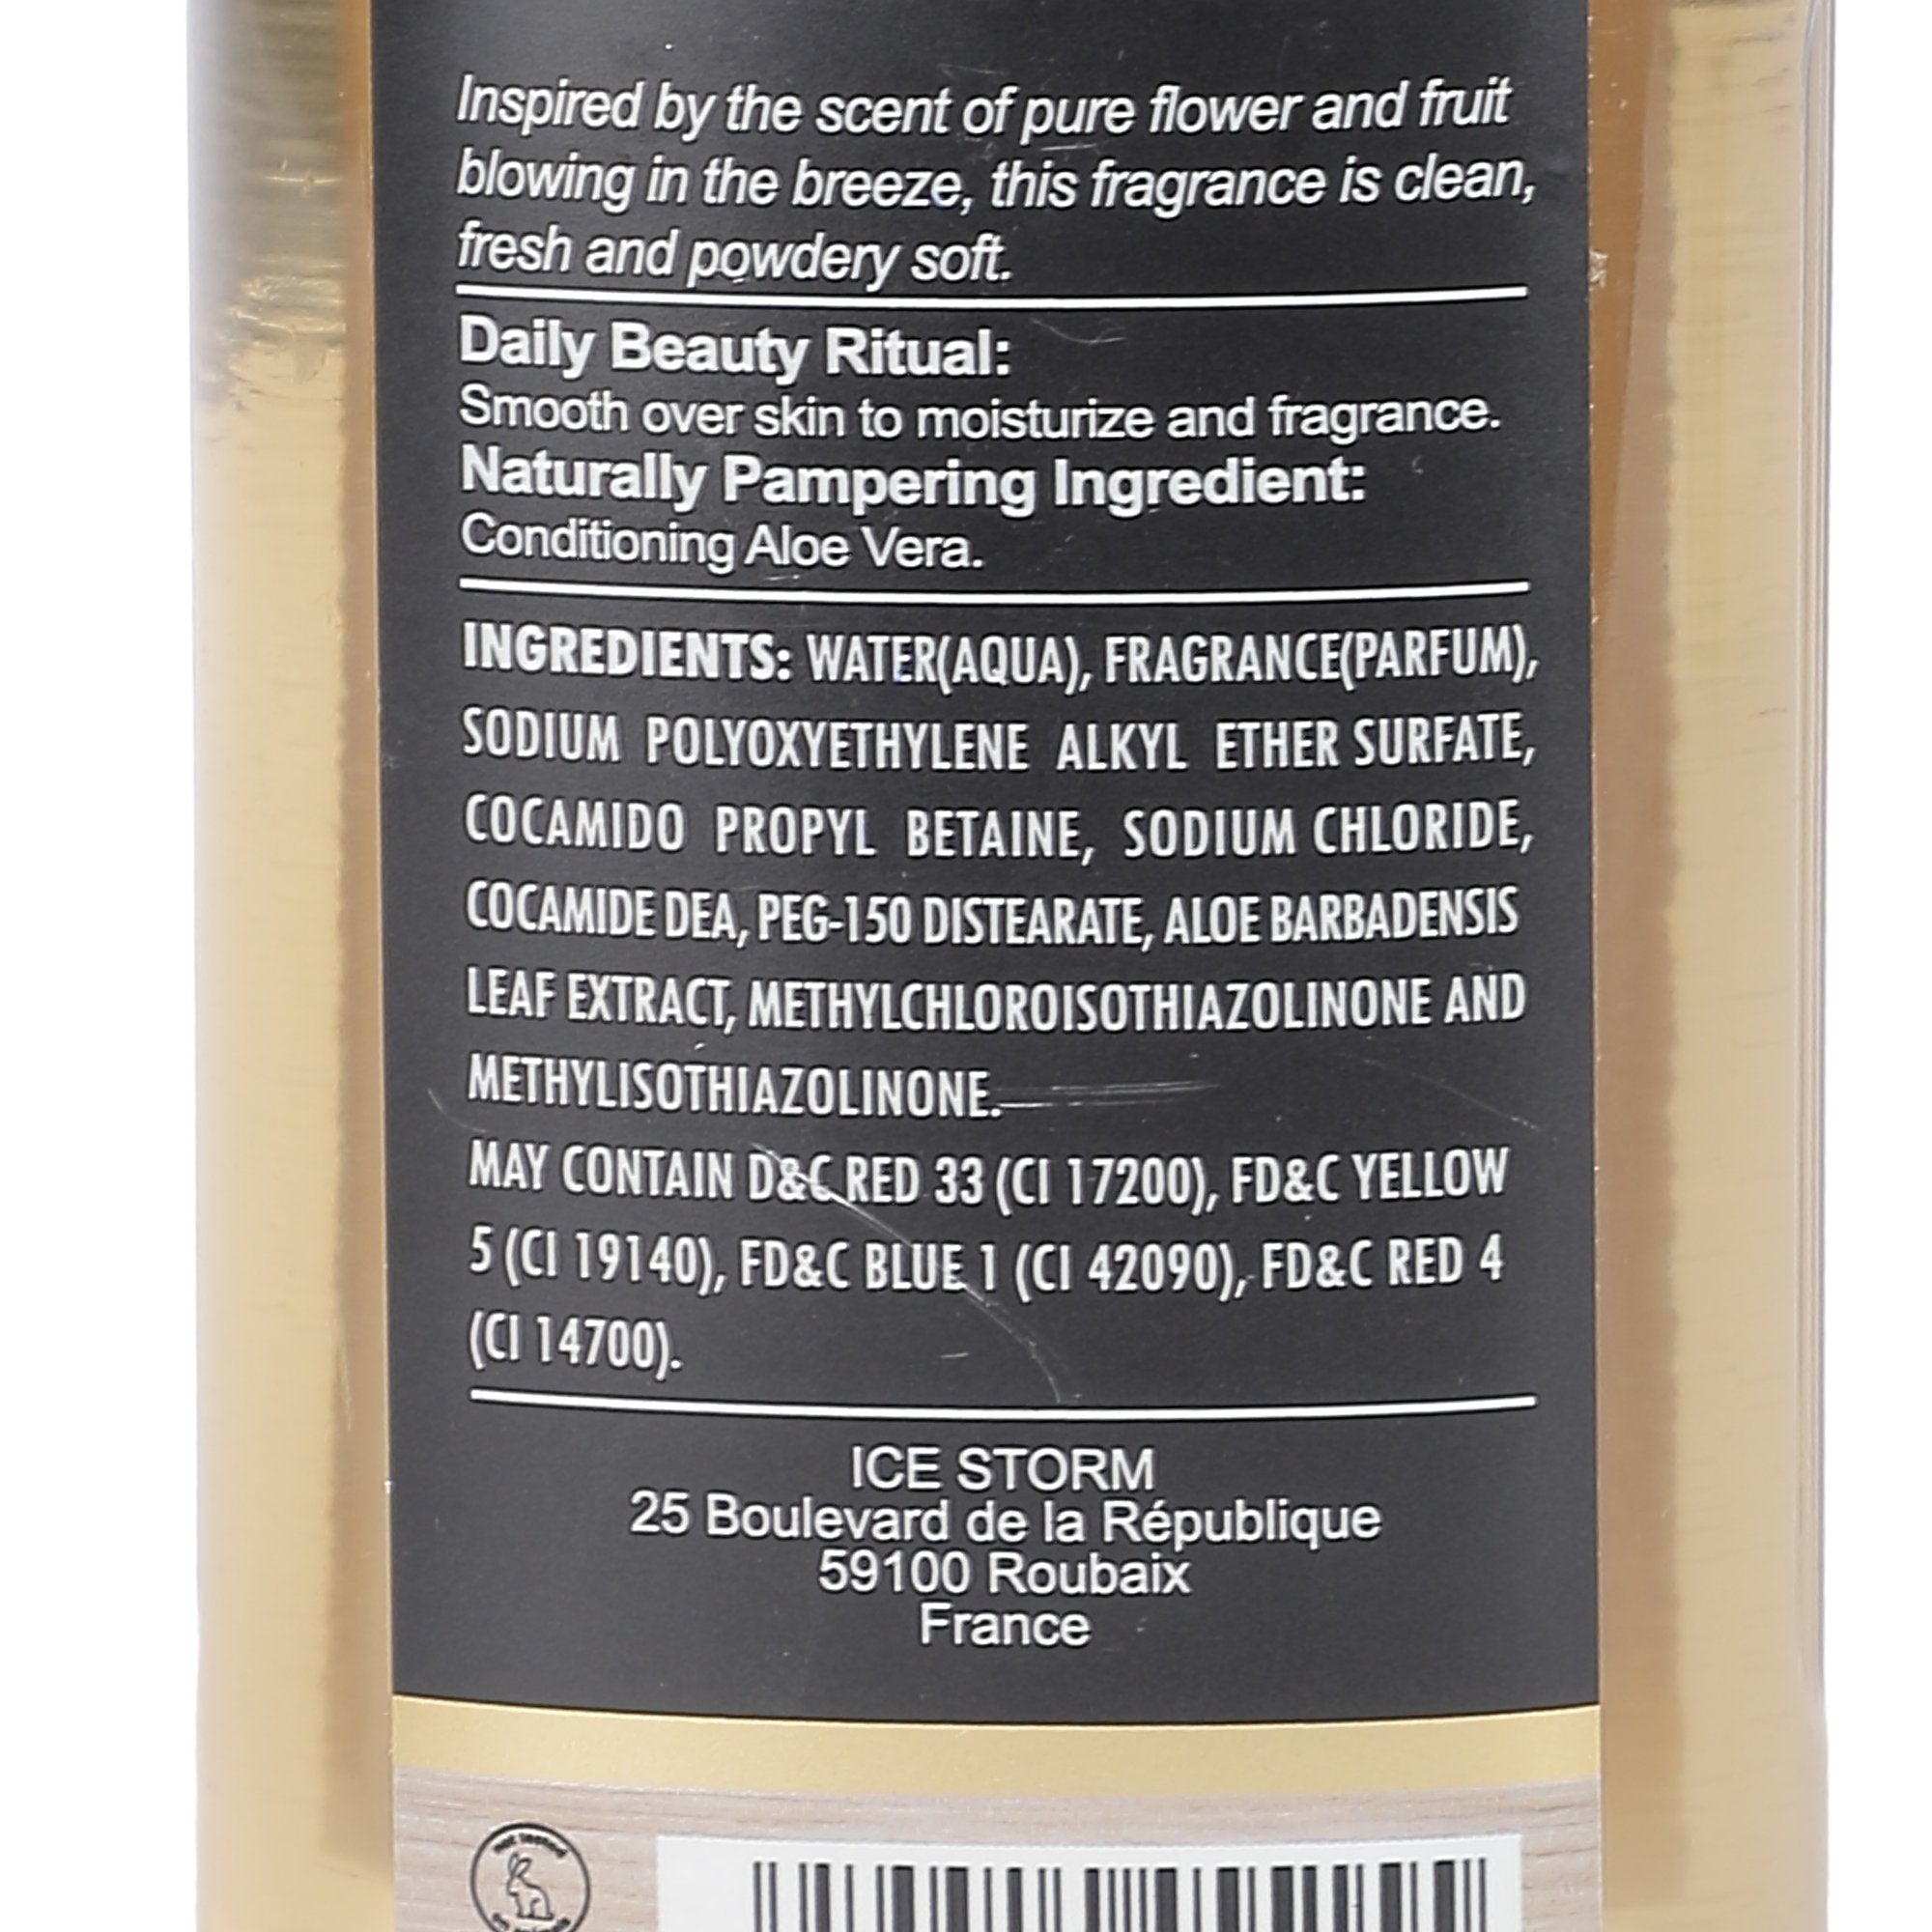 Inspired by the scent of pure flower and fruit
blowing in the breeze, this fragrance is clean,
fresh and powdery soft.
Daily Beauty Ritual:
Smooth over skin to moisturize and fragrance.
Naturally Pampering Ingredient:
Conditioning Aloe Vera.
INGREDIENTS: WATER(AQUA), FRAGRANCE(PARFUM),
SODIUM POLYOXYETHYLENE ALKYL ETHER SURFATE,
COCAMIDO PROPYL BETAINE, SODIUM CHLORIDE,
COCAMIDE DEA, PEG-150 DISTEARATE, ALOE BARBADENSIS
LEAF EXTRACT, METHYLCHLOROISOTHIAZOLINONE AND
METHYLISOTHIAZOLINONE.
MAY CONTAIN D&C RED 33 (CI 17200), FD&C YELLOW
5 (CI 19140), FD&C BLUE 1 (CI 42090), FD&C RED 4
(CI 14700).
ICE STORM
25 Boulevard de la République
59100 Roubaix
France
not tested